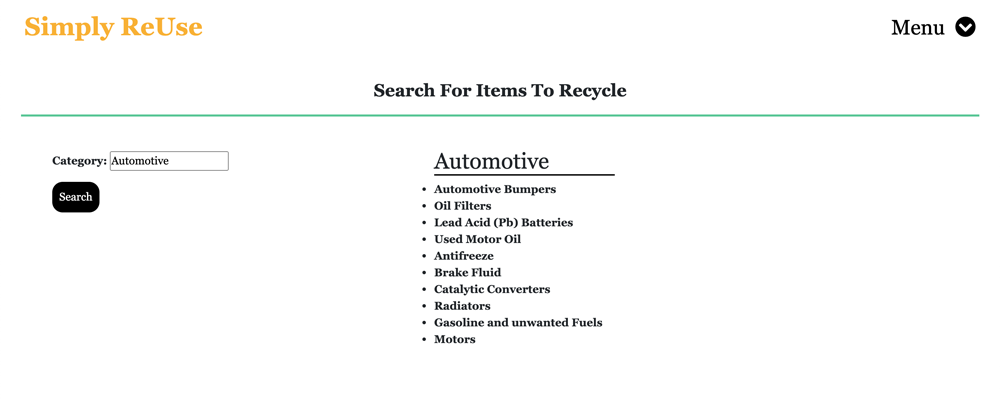 Simply ReUse
Menu
Search For Items To Recycle
Category: Automotive
Search
Automotive
• Automotive Bumpers
• Oil Filters
• Lead Acid (Pb) Batteries
• Used Motor Oil
• Antifreeze
• Brake Fluid
• Catalytic Converters
• Radiators
• Gasoline and unwanted Fuels
• Motors